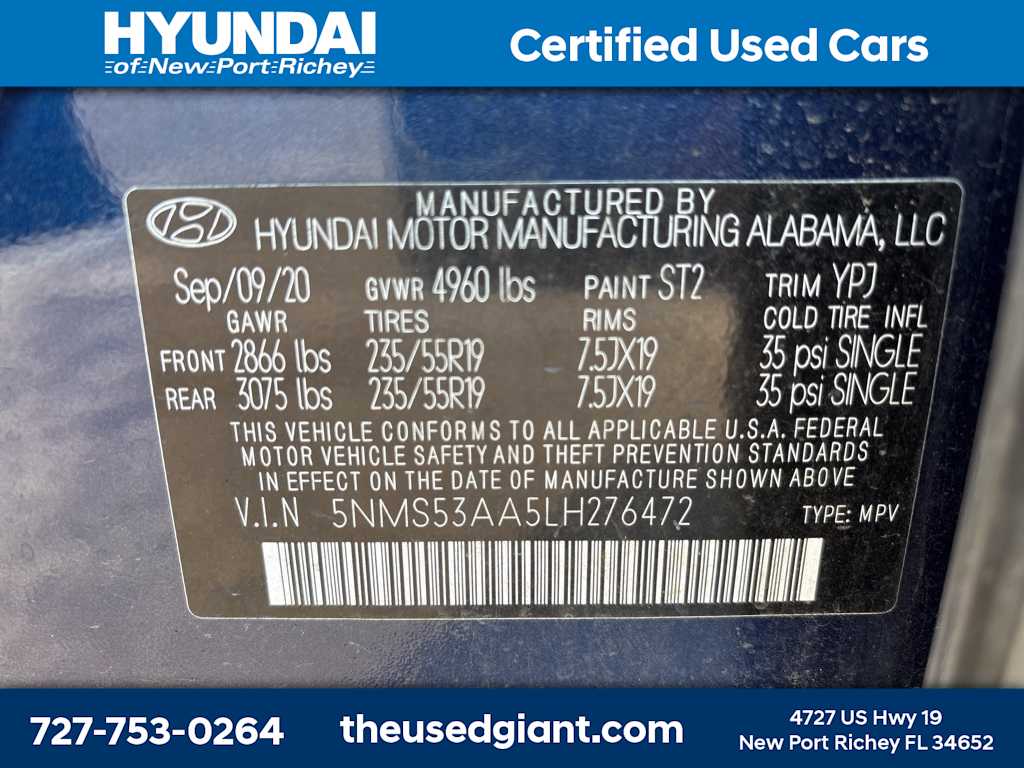 HYUNDAI
of New Port Richey
Certified Used Cars
MANUFACTURED BY
HYUNDAI MOTOR MANUFACTURING ALABAMA, LLC
Sep/09/20 GVWR 4960 lbs PAINT ST2 TRIM YPJ
GAWR TIRES RIMS COLD TIRE INFL
FRONT 2866 lbs 235/55R19 7.5JX19 35 psi SINGLE
REAR 3075 lbs 235/55R19 7.5JX19 35 psi SINGLE
THIS VEHICLE CONFORMS TO ALL APPLICABLE U.S.A. FEDERAL
MOTOR VEHICLE SAFETY AND THEFT PREVENTION STANDARDS
IN EFFECT ON THE DATE OF MANUFACTURE SHOWN ABOVE
V.I.N 5NMS53AA5LH276472 TYPE: MPV
727-753-0264
theusedgiant.com
4727 US Hwy 19
New Port Richey FL 34652